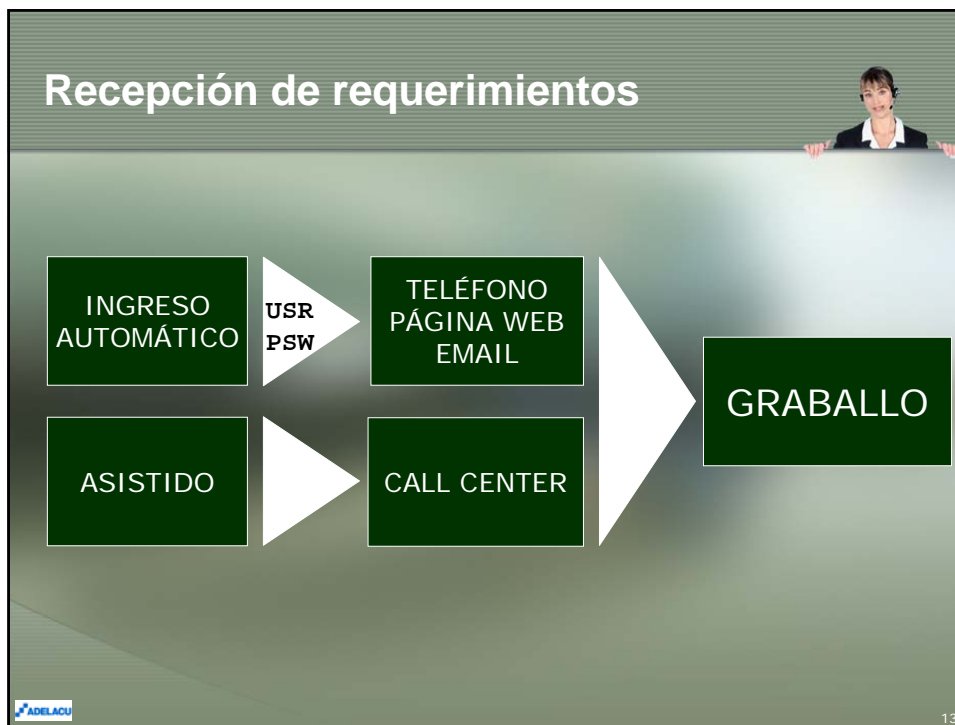 Recepción de requerimientos
INGRESO
AUTOMÁTICO
USR
PSW
TELÉFONO
PÁGINA WEB
EMAIL
ASISTIDO
CALL CENTER
GRABALLO
ADELACU
13